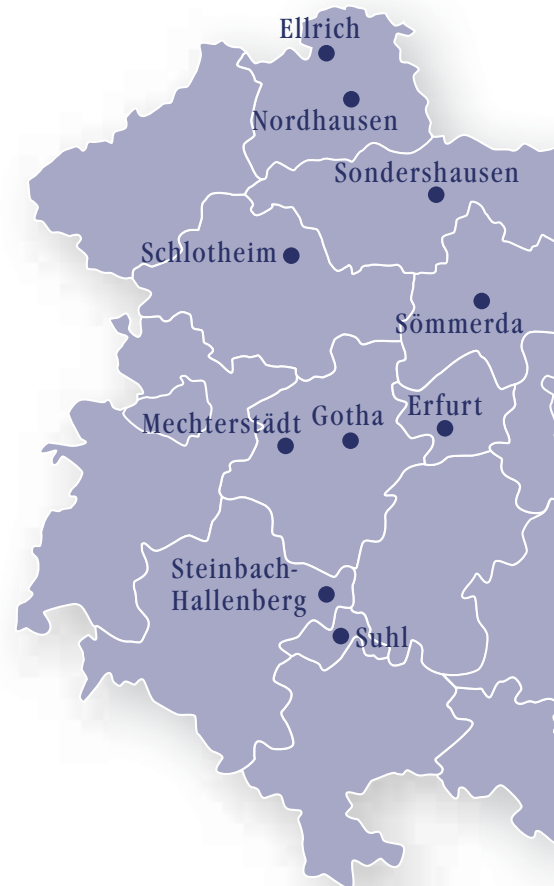 Ellrich
Nordhausen
Sondershausen
Schlotheim
Sömmerda
Erfurt
Gotha
Mechterstädt
Steinbach-
Hallenberg
Suhl